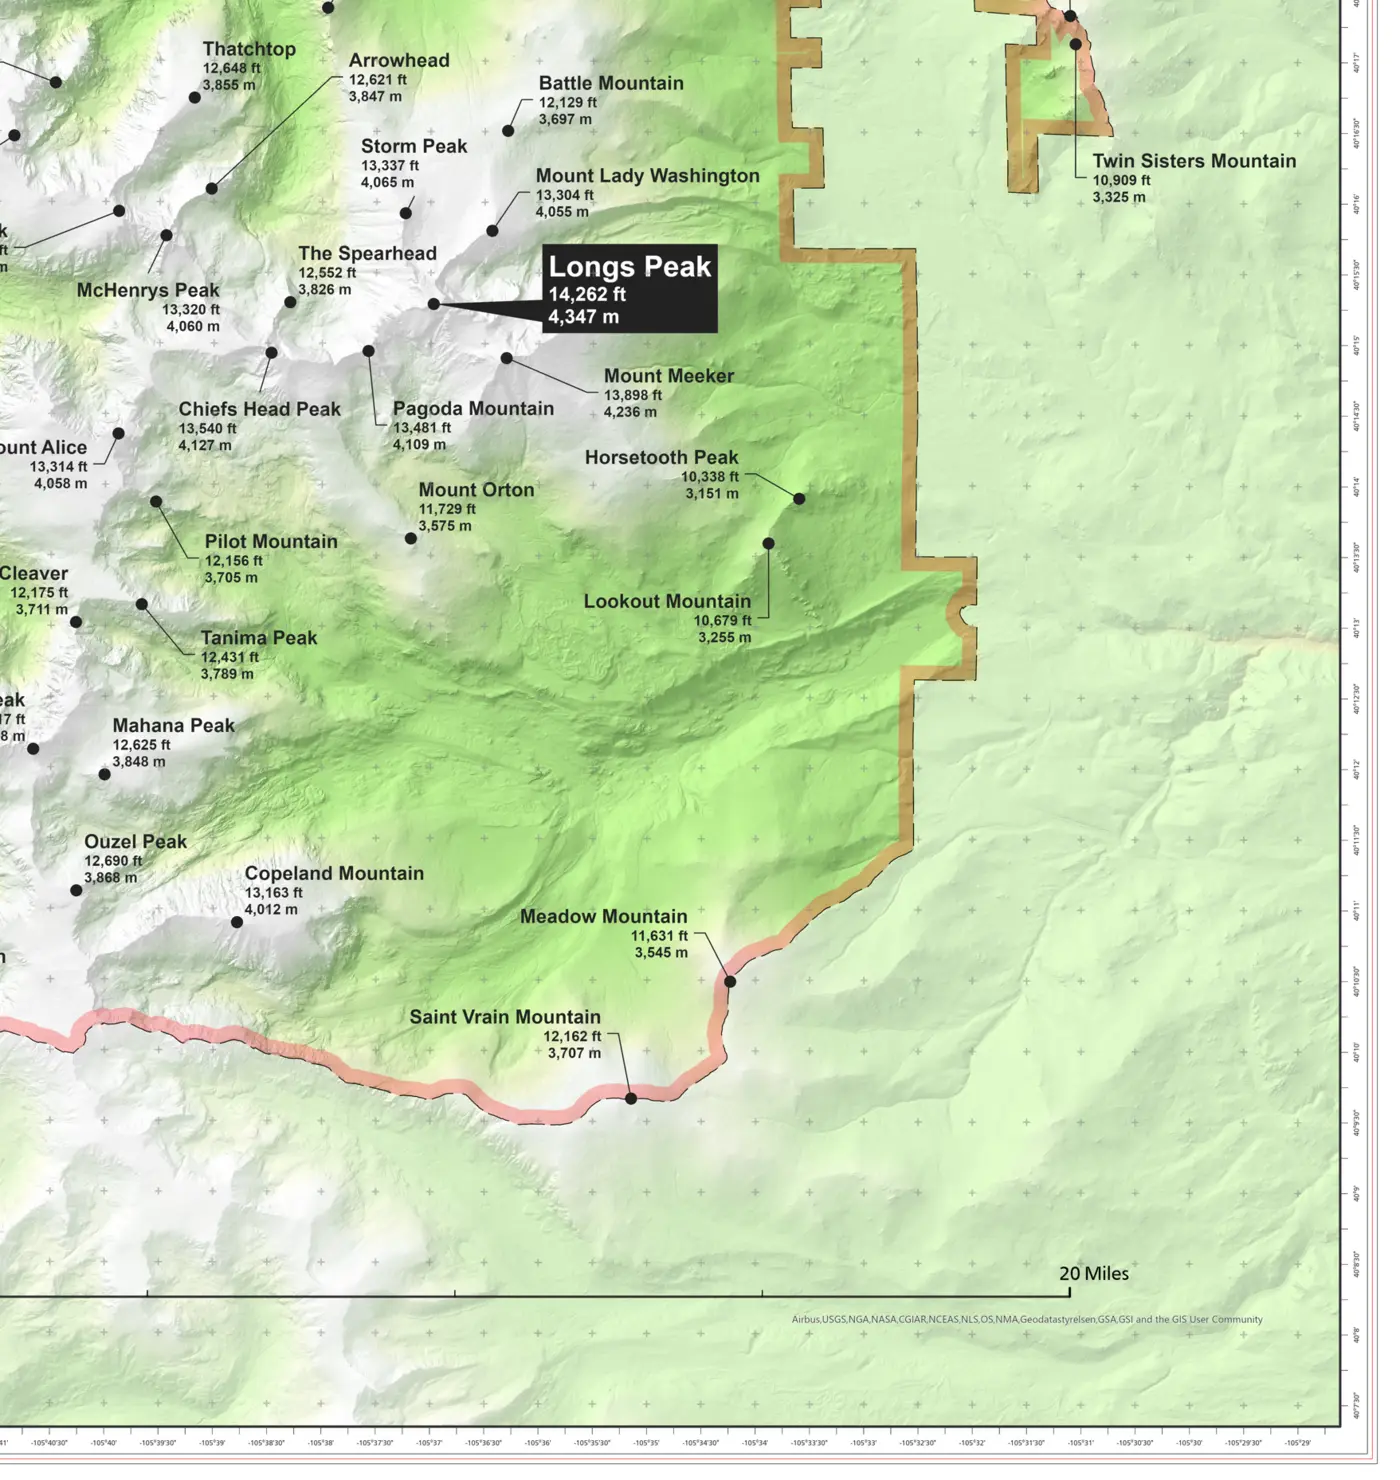 Thatchtop
12,648 ft
3,855 m
Arrowhead
12,621 ft
3,847 m
Battle Mountain
12,129 ft
3,697 m
Storm Peak
13,337 ft
4,065 m
Mount Lady Washington
13,304 ft
4,055 m
Twin Sisters Mountain
10,909 ft
3,325 m
k
ft
m
The Spearhead
12,552 ft
3,826 m
Longs Peak
14,262 ft
4,347 m
McHenrys Peak
13,320 ft
4,060 m
Mount Meeker
13,898 ft
4,236 m
Chiefs Head Peak
13,540 ft
4,127 m
Pagoda Mountain
13,481 ft
4,109 m
ount Alice
13,314 ft
4,058 m
Horsetooth Peak
10,338 ft
3,151 m
Mount Orton
11,729 ft
3,575 m
Pilot Mountain
12,156 ft
3,705 m
Cleaver
12,175 ft
3,711 m
Lookout Mountain
10,679 ft
3,255 m
Tanima Peak
12,431 ft
3,789 m
eak
17 ft
8 m
Mahana Peak
12,625 ft
3,848 m
Ouzel Peak
12,690 ft
3,868 m
Copeland Mountain
13,163 ft
4,012 m
Meadow Mountain
11,631 ft
3,545 m
n
Saint Vrain Mountain
12,162 ft
3,707 m
20 Miles
Airbus,USGS,NGA,NASA,CGIAR,NCEAS,NLS,OS,NMA,Geodatastyrelsen,GSA,GSI and the GIS User Community
40°17'
40°16'30"
40°16'
40°15'30"
40°15'
40°14'30"
40°14'
40°13'30"
40°13'
40°12'30"
40°12'
40°11'30"
40°11'
40°10'30"
40°10'
40°9'30"
40°9'
40°8'30"
40°8'
40°7'30"
41' -105°40'30" -105°40' -105°39'30" -105°39' -105°38'30" -105°38' -105°37'30" -105°37' -105°36'30" -105°36' -105°35'30" -105°35' -105°34'30" -105°34' -105°33'30" -105°33' -105°32'30" -105°32' -105°31'30" -105°31' -105°30'30" -105°30' -105°29'30" -105°29'